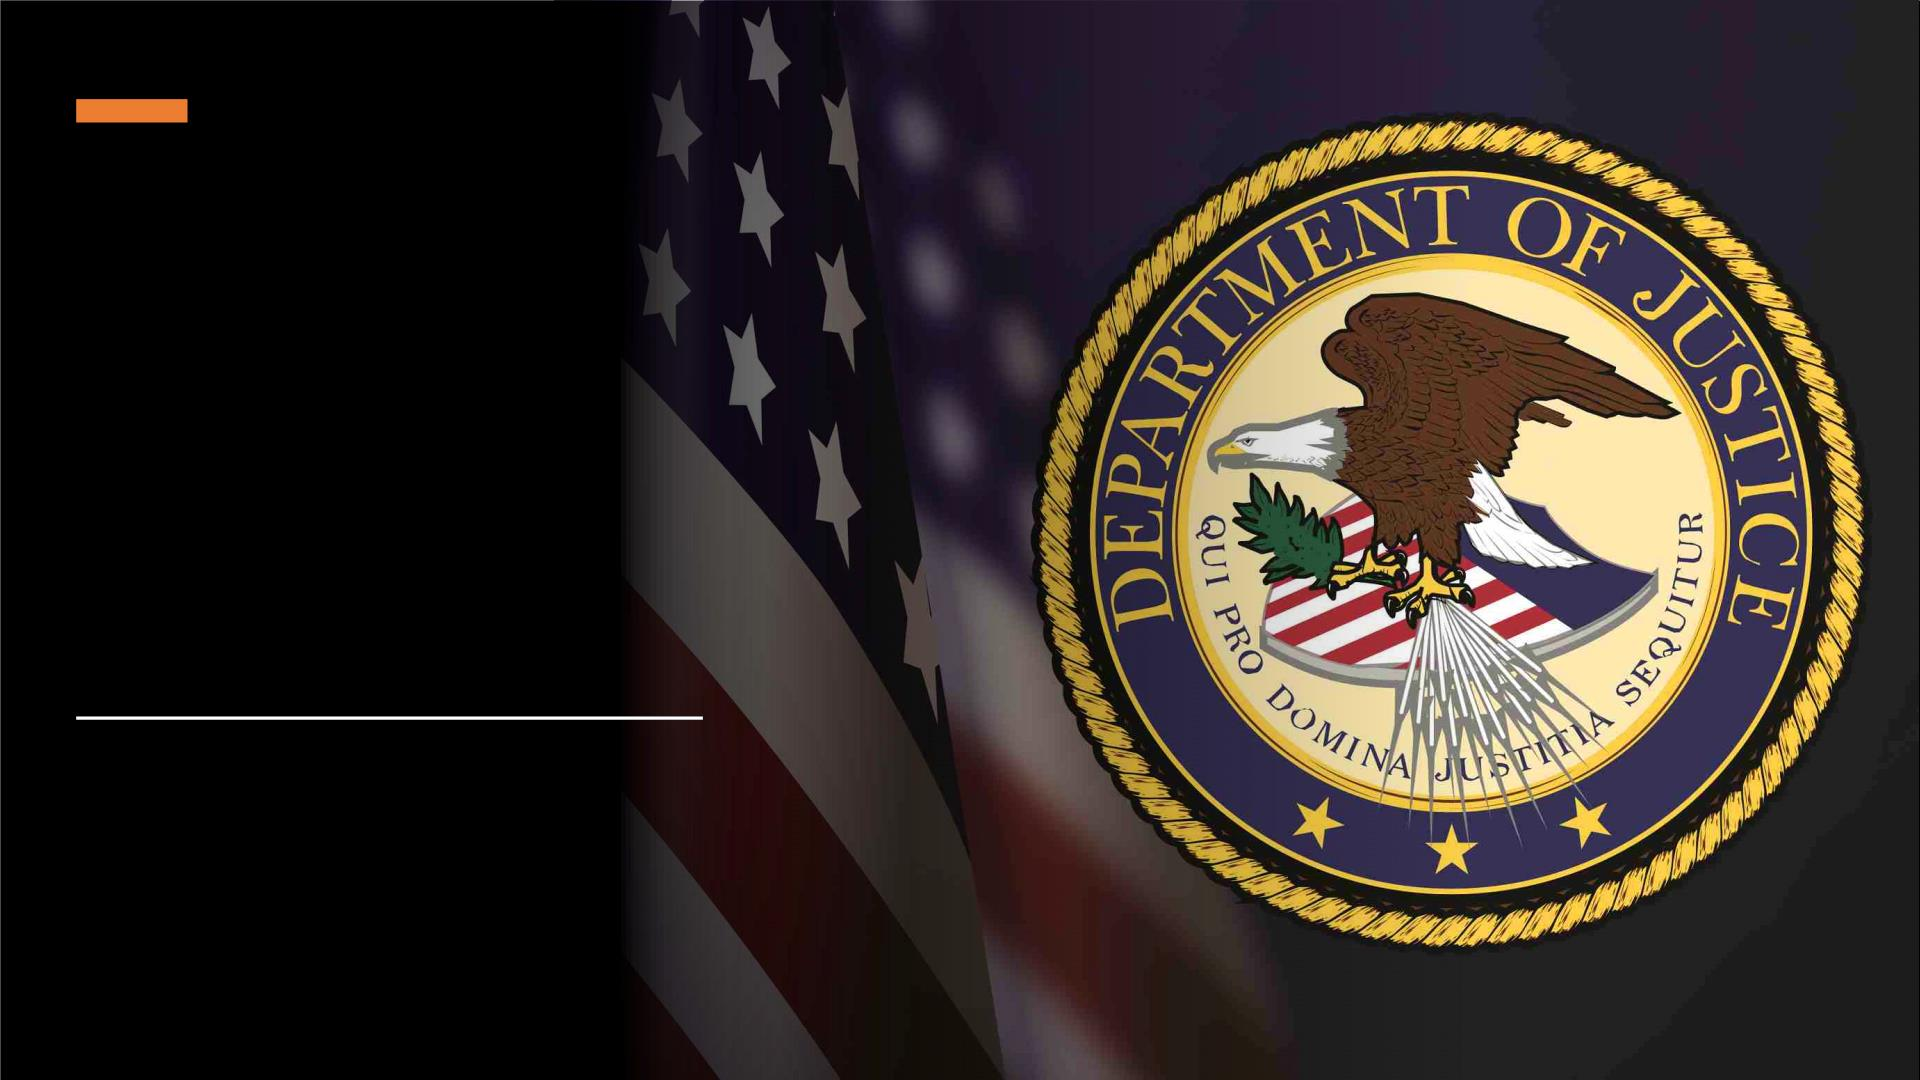 DEPARTMENT OF JUSTICE
QUI PRO DOMINA JUSTITIA SEQUITUR